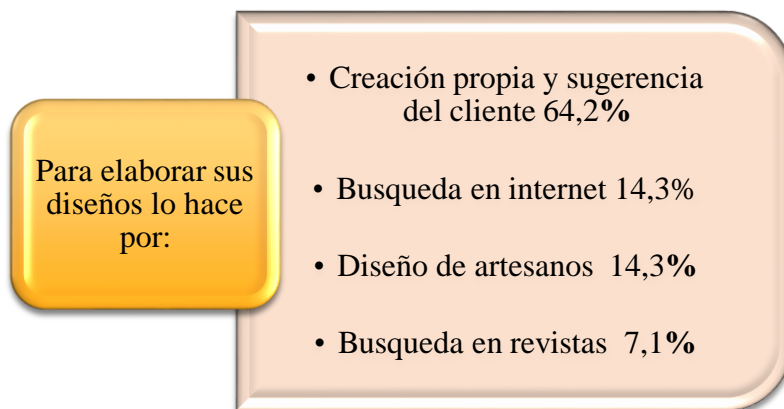 Para elaborar sus
diseños lo hace
por:
• Creación propia y sugerencia
del cliente 64,2%
• Busqueda en internet 14,3%
• Diseño de artesanos 14,3%
• Busqueda en revistas 7,1%